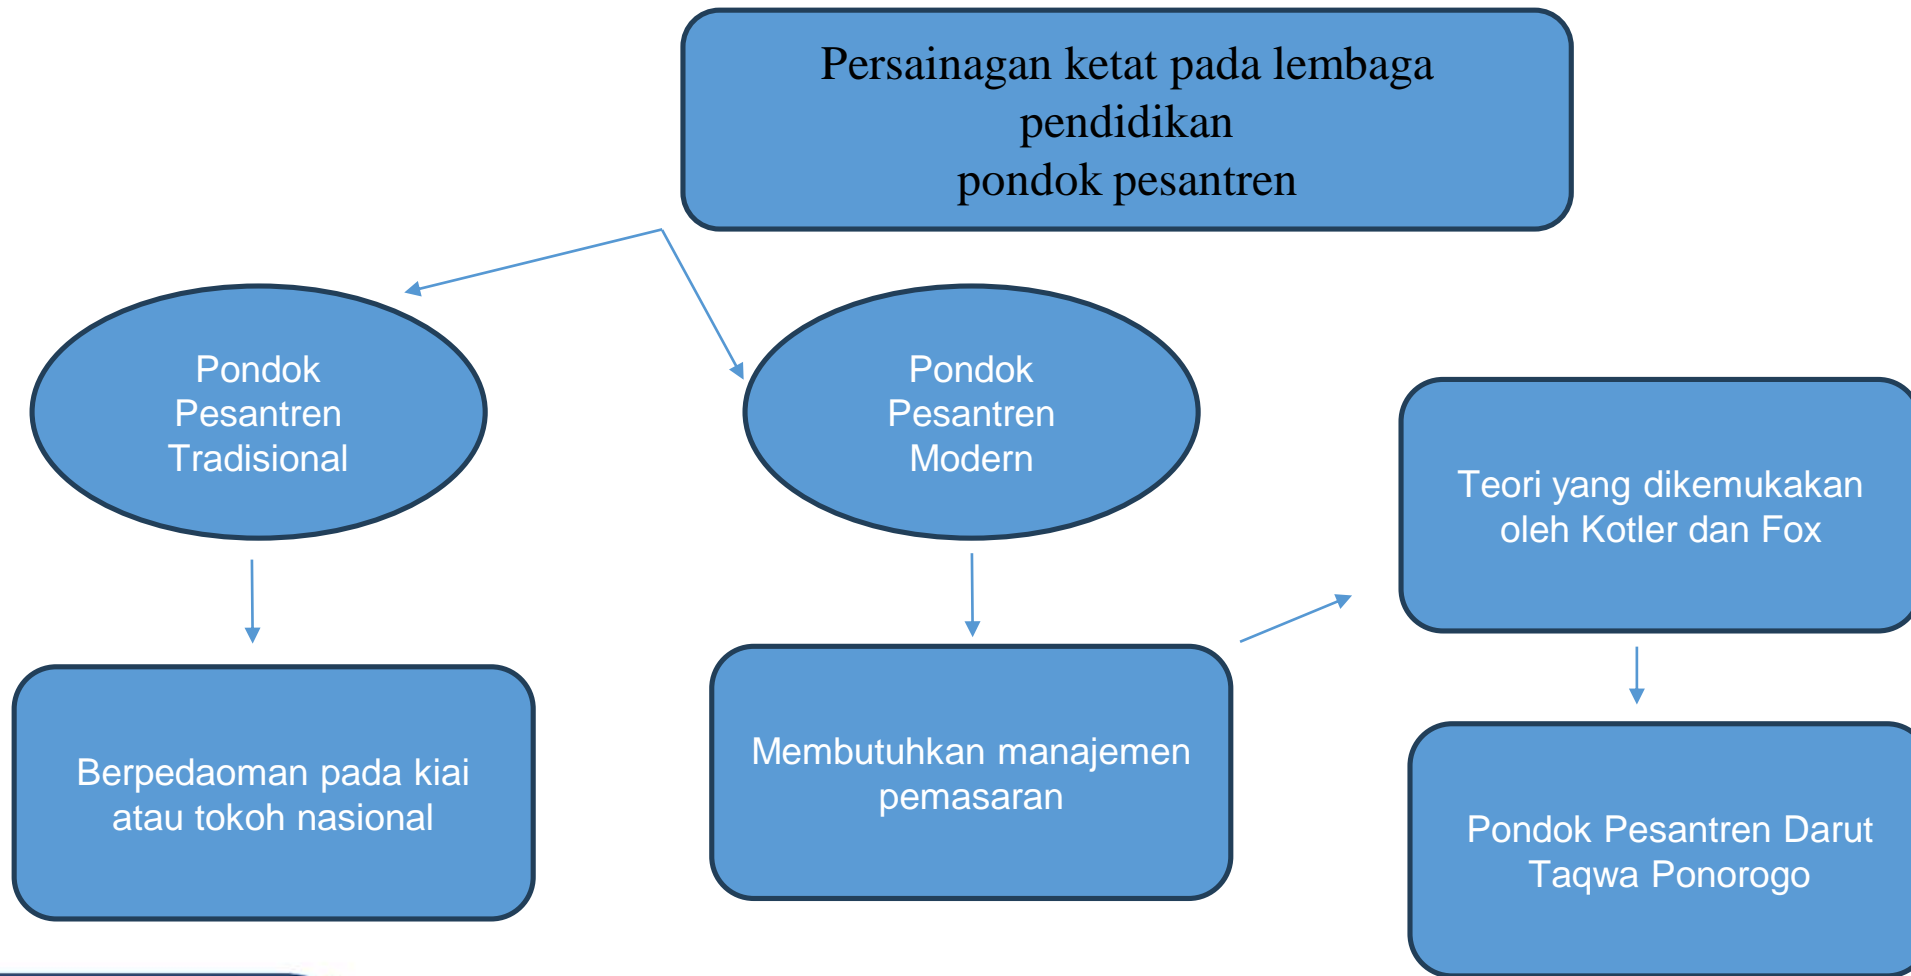 Persainagan ketat pada lembaga
pendidikan
pondok pesantren
Pondok
Pesantren
Tradisional
Pondok
Pesantren
Modern
Teori yang dikemukakan
oleh Kotler dan Fox
Berpedaoman pada kiai
atau tokoh nasional
Membutuhkan manajemen
pemasaran
Pondok Pesantren Darut
Taqwa Ponorogo